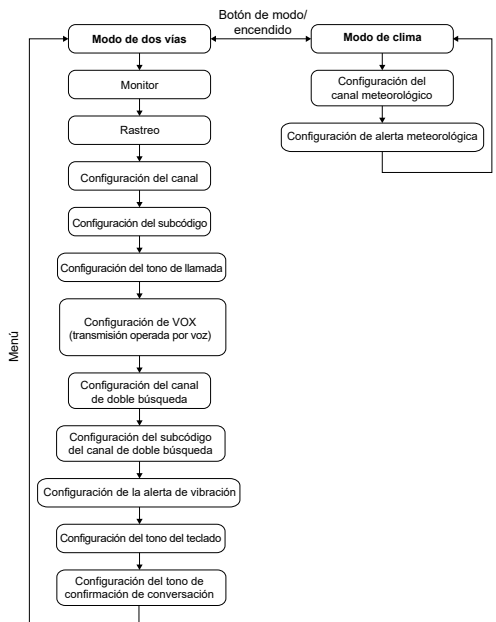 Botón de modo/
encendido
Modo de dos vías
Modo de clima
Monitor
Rastreo
Configuración del canal
Configuración del subcódigo
Configuración del tono de llamada
Configuración de VOX
(transmisión operada por voz)
Configuración del canal
de doble búsqueda
Configuración del subcódigo
del canal de doble búsqueda
Configuración de la alerta de vibración
Configuración del tono del teclado
Configuración del tono de
confirmación de conversación
Menú
Configuración del
canal meteorológico
Configuración de alerta meteorológica